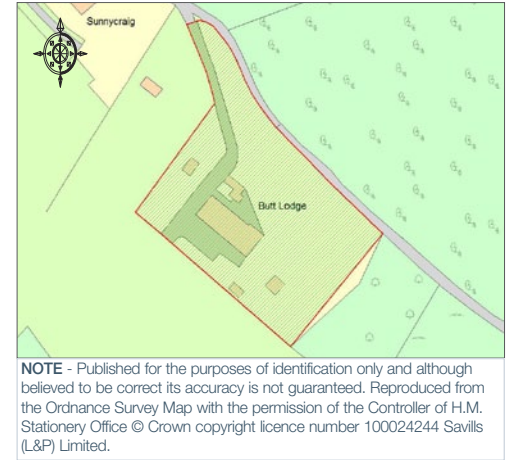 Sunnycraig
Butt Lodge
NOTE - Published for the purposes of identification only and although
believed to be correct its accuracy is not guaranteed. Reproduced from
the Ordnance Survey Map with the permission of the Controller of H.M.
Stationery Office © Crown copyright licence number 100024244 Savills
(L&P) Limited.